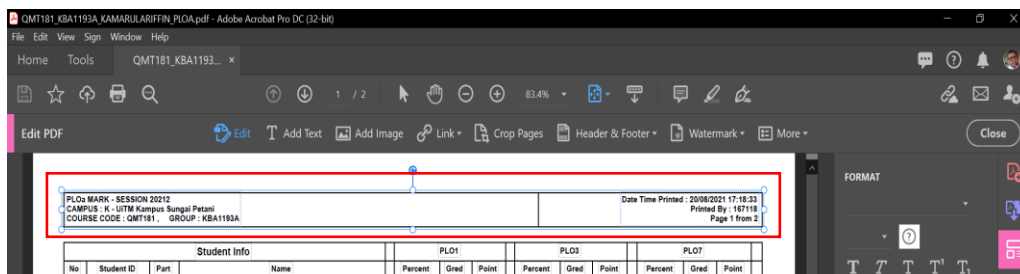 QMT181_KBA1193A_KAMARULARIFFIN_PLOA.pdf - Adobe Acrobat Pro DC (32-bit)
File Edit View Sign Window Help
Home Tools QMT181_KBA1193... ×
1 / 2 83.4%
Edit PDF Edit Add Text Add Image Link Crop Pages Header & Footer Watermark More Close
FORMAT
PLOa MARK - SESSION 20212 Date Time Printed : 20/08/2021 17:18:33
CAMPUS : K - UiTM Kampus Sungai Petani Printed By : 167118
COURSE CODE : QMT181 , GROUP : KBA1193A Page 1 from 2
Student Info PLO1 PLO3 PLO7
No Student ID Part Name Percent Gred Point Percent Gred Point Percent Gred Point